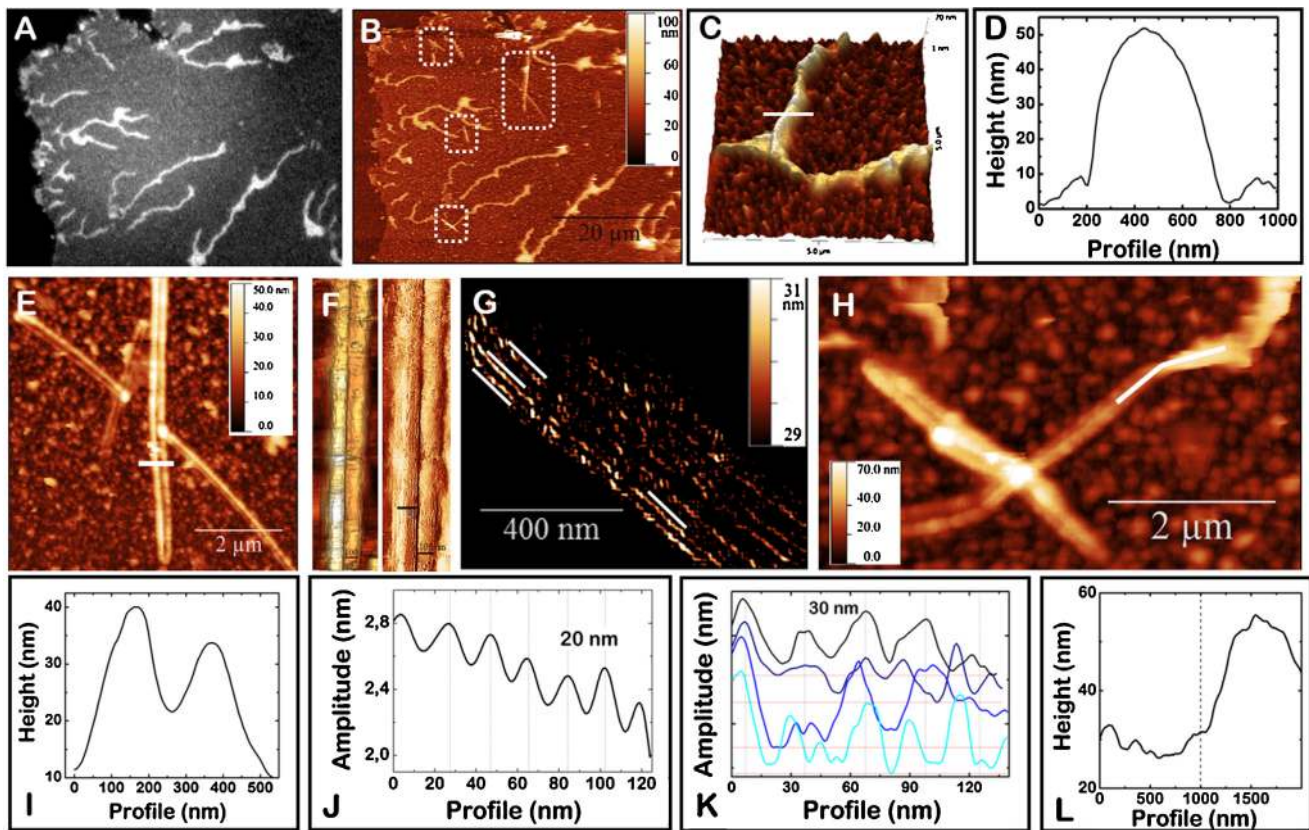 A
B
100
nm
80
60
40
20
0
20 µm
C
70 nm
1 nm
5.0 µm
5.0 µm
D
Height (nm)
50
40
30
20
10
0
0 200 400 600 800 1000
Profile (nm)
E
50.0 nm
40.0
30.0
20.0
10.0
0.0
2 µm
F
G
31
nm
29
400 nm
H
70.0 nm
40.0
20.0
0.0
2 µm
Height (nm)
40
30
20
10
0 100 200 300 400 500
I
Profile (nm)
Amplitude (nm)
2,8
2,4
2,0
20 nm
0 20 40 60 80 100 120
J
Profile (nm)
Amplitude (nm)
30 nm
0 30 60 90 120
K
Profile (nm)
Height (nm)
60
40
20
0 500 1000 1500
L
Profile (nm)